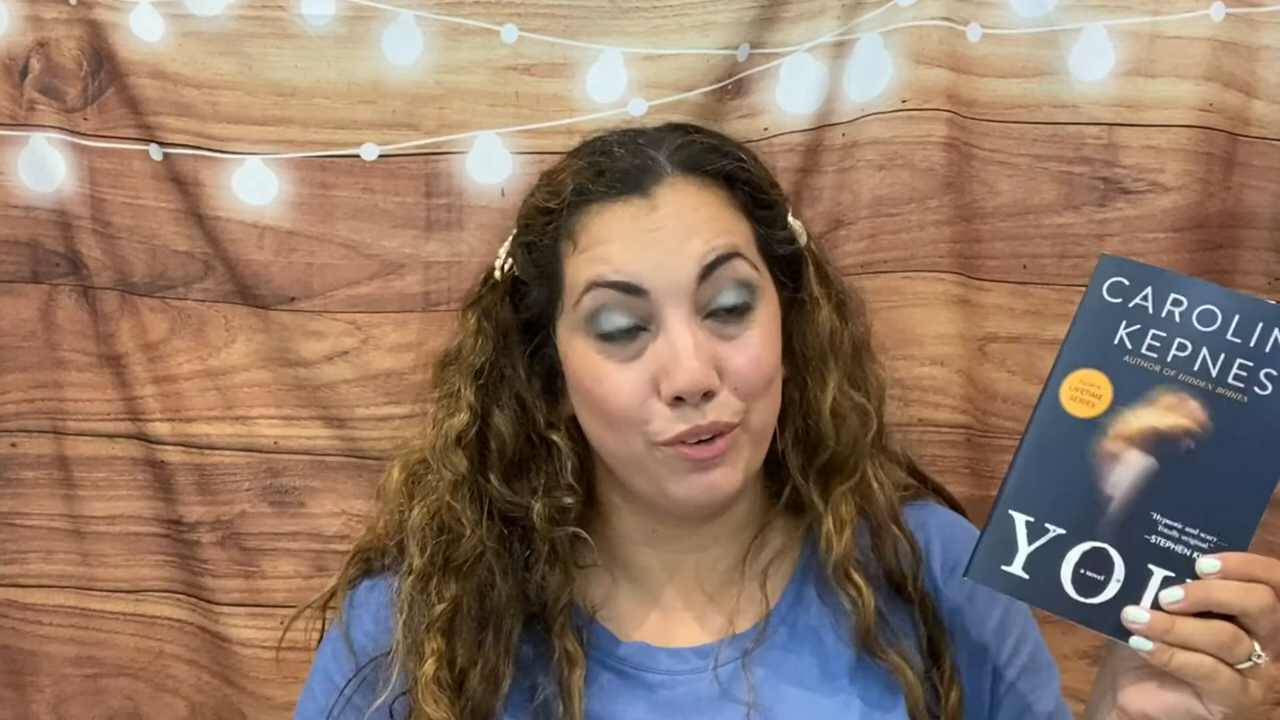 CAROLIN
KEPNES
AUTHOR OF HIDDEN BODIES
LIFETIME
SERIES
"Hypnotic and scary...
Totally original."
—STEPHEN K
YOU
a novel